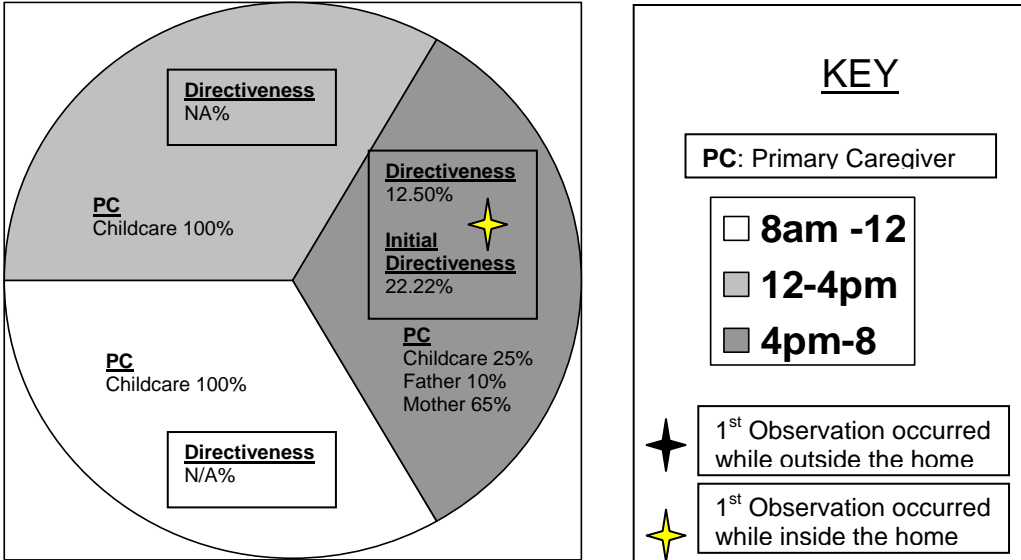 Directiveness
NA%
PC
Childcare 100%
Directiveness
12.50%
Initial
Directiveness
22.22%
PC
Childcare 25%
Father 10%
Mother 65%
PC
Childcare 100%
Directiveness
N/A%
KEY
PC: Primary Caregiver
8am -12
12-4pm
4pm-8
1st Observation occurred
while outside the home
1st Observation occurred
while inside the home